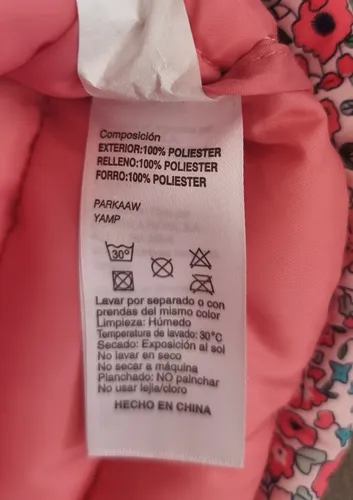 Composición
EXTERIOR:100% POLIESTER
RELLENO:100% POLIESTER
FORRO:100% POLIESTER
PARKAAW
YAMP
30°
Lavar por separado o con
prendas del mismo color
Limpieza: Húmedo
Temperatura de lavado: 30°C
Secado: Exposición al sol
No lavar en seco
No secar a máquina
Planchado: NO painchar
No usar lejía/cloro
HECHO EN CHINA